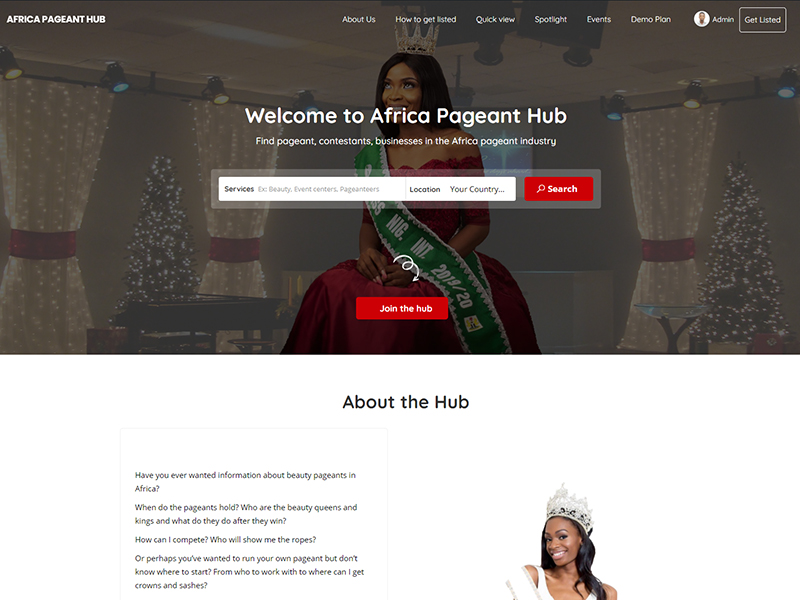 AFRICA PAGEANT HUB
About Us How to get listed Quick view Spotlight Events Demo Plan Admin Get Listed
Welcome to Africa Pageant Hub
Find pageant, contestants, businesses in the Africa pageant industry
Services Ex: Beauty, Event centers, Pageanteers Location Your Country... Search
NIG. INT. 2019/20
Join the hub
About the Hub
Have you ever wanted information about beauty pageants in
Africa?
When do the pageants hold? Who are the beauty queens and
kings and what do they do after they win?
How can I compete? Who will show me the ropes?
Or perhaps you've wanted to run your own pageant but don't
know where to start? From who to work with to where can I get
crowns and sashes?